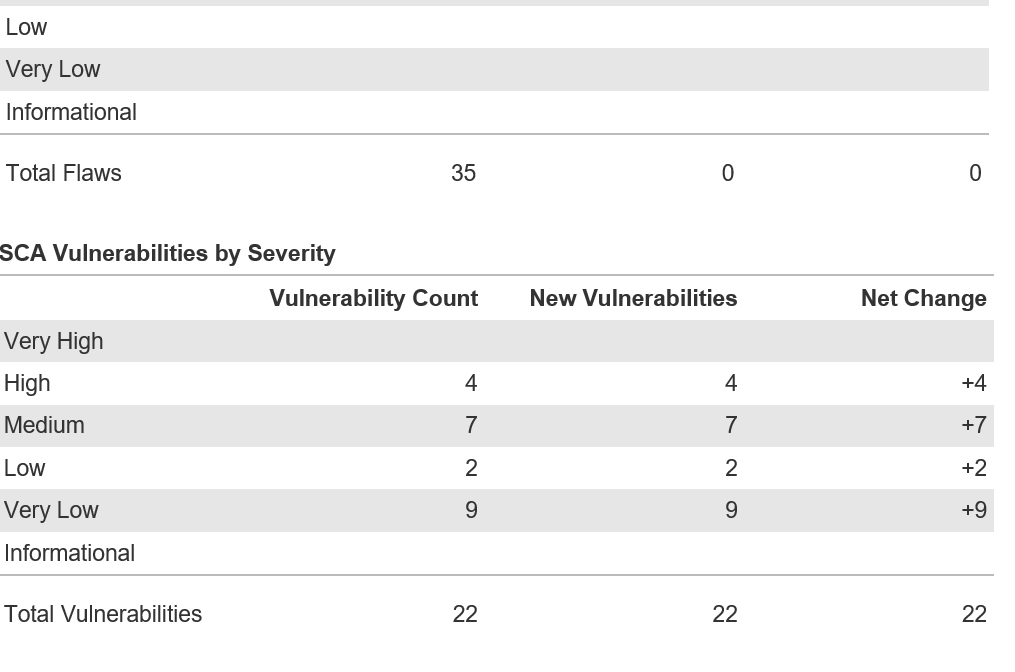 Low
Very Low
Informational
Total Flaws 35 0 0
SCA Vulnerabilities by Severity
Vulnerability Count New Vulnerabilities Net Change
Very High
High 4 4 +4
Medium 7 7 +7
Low 2 2 +2
Very Low 9 9 +9
Informational
Total Vulnerabilities 22 22 22